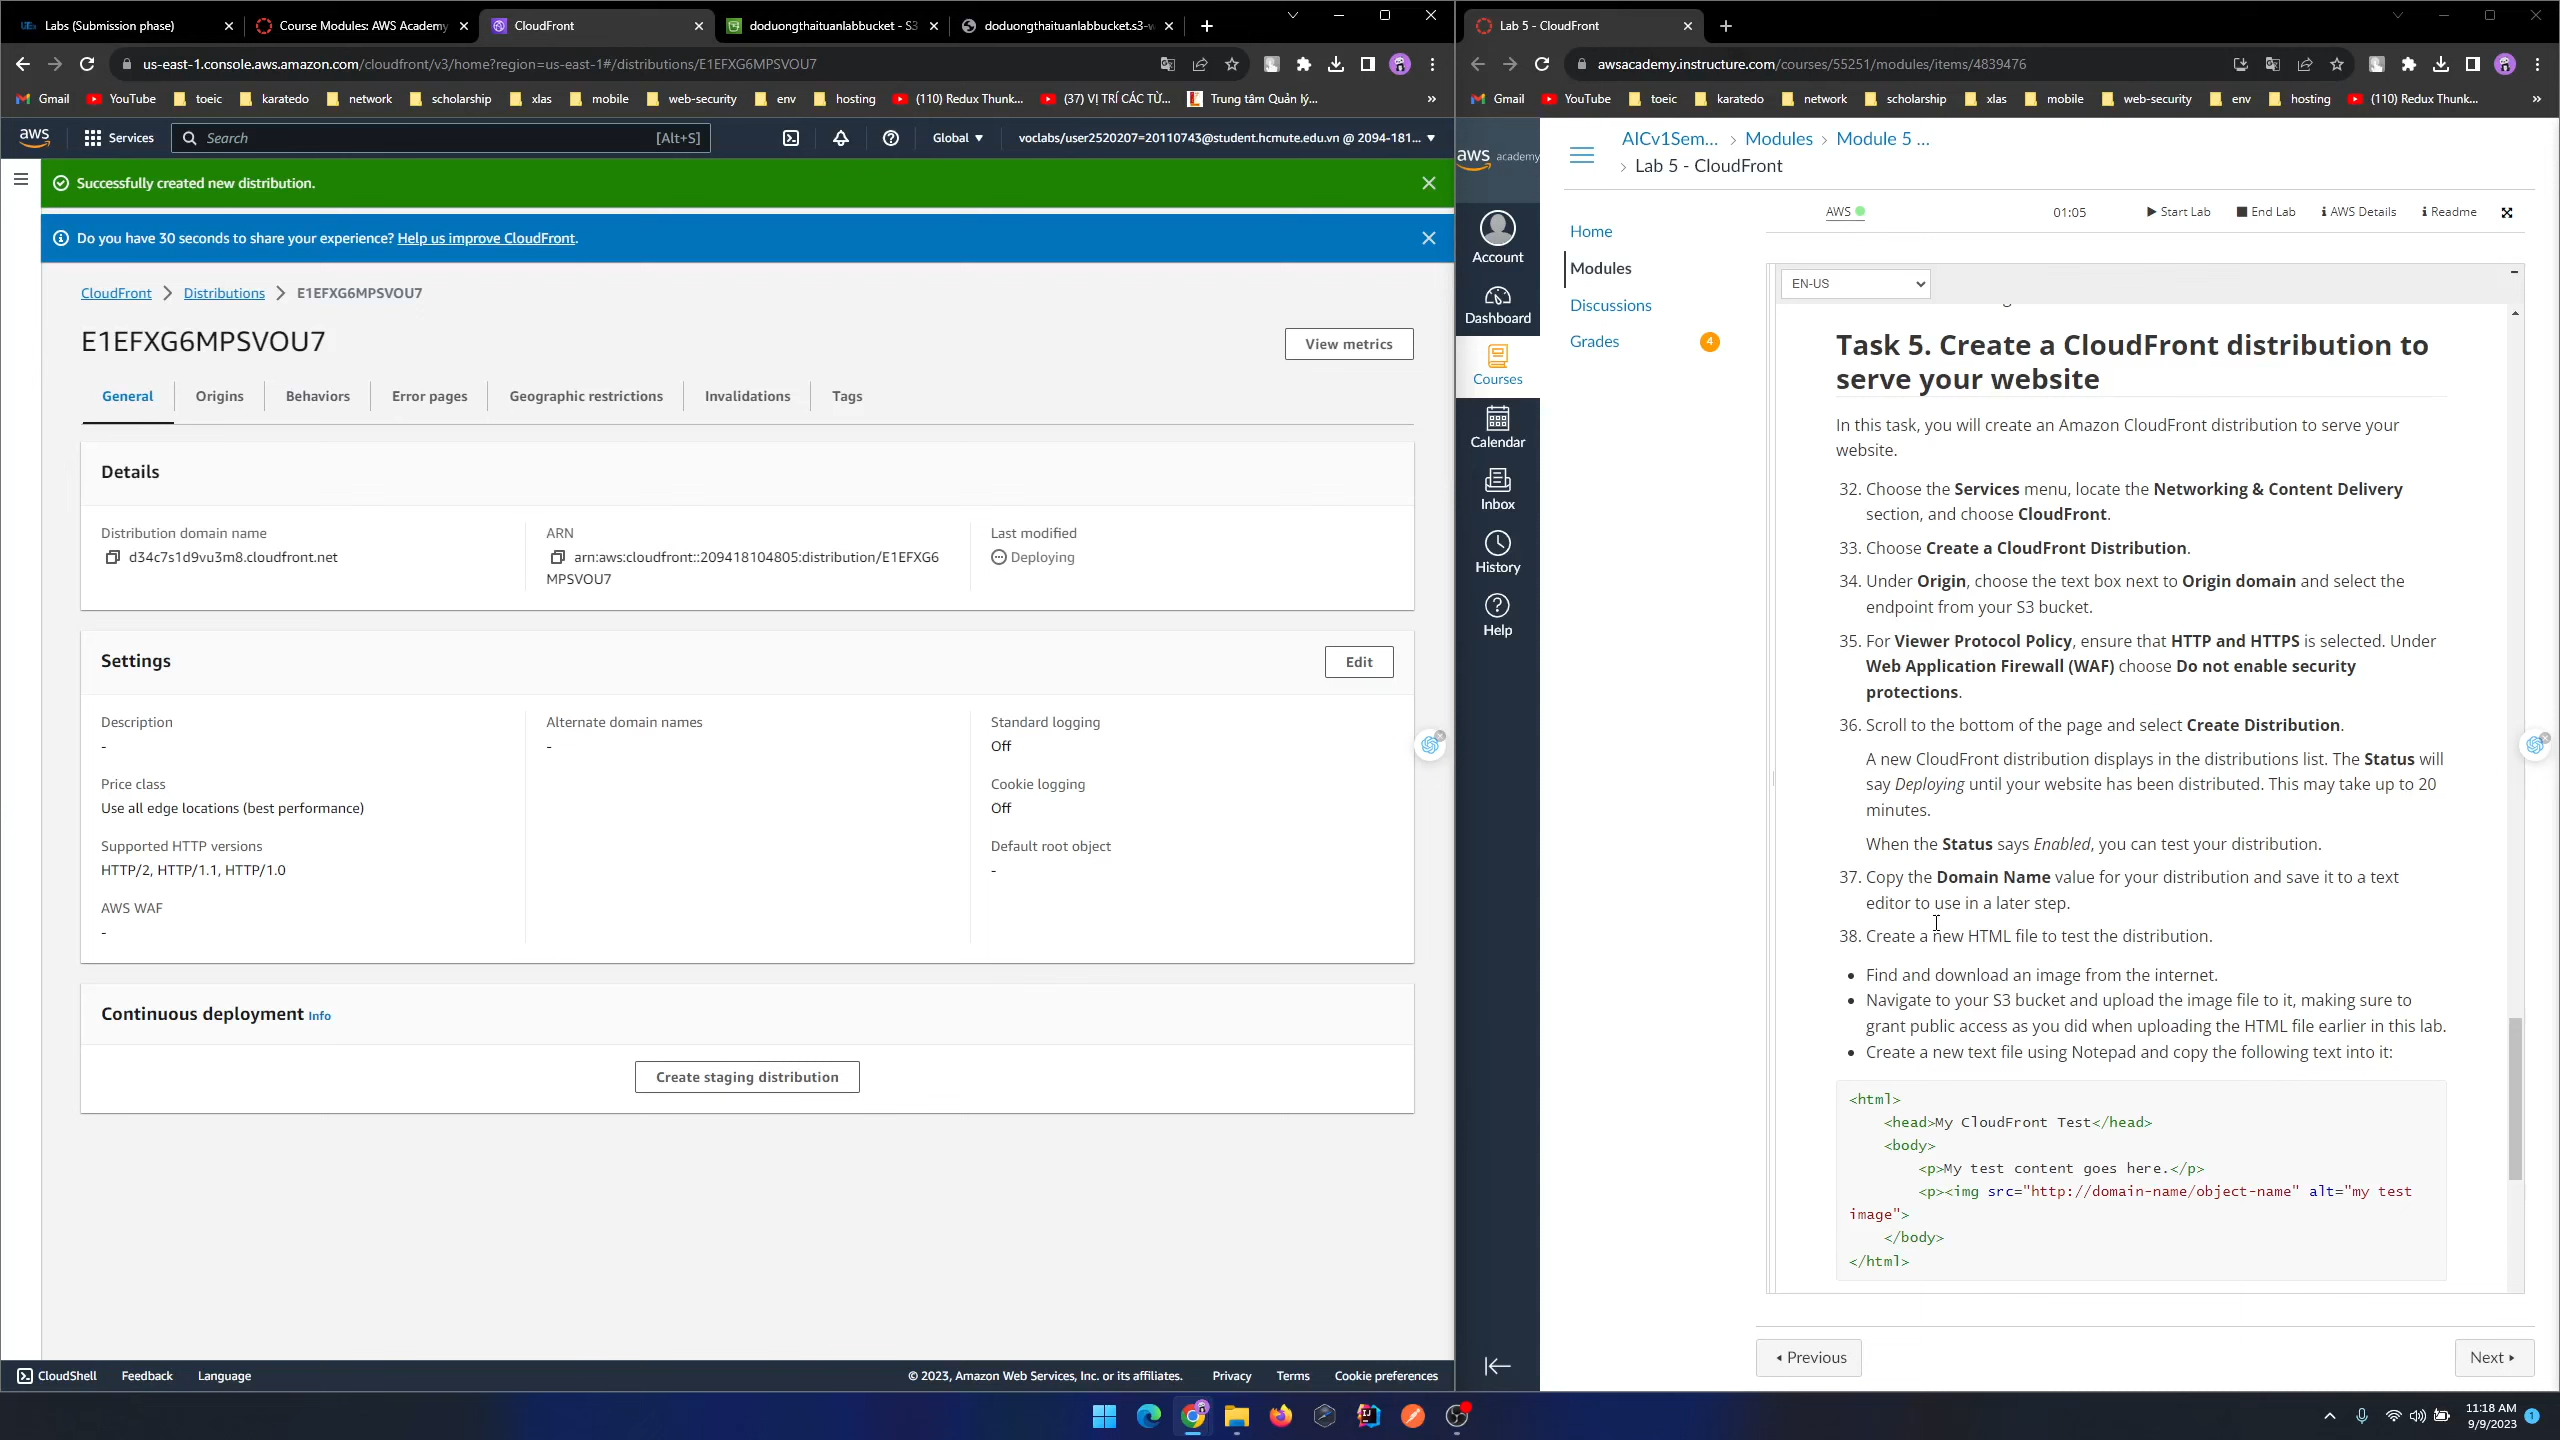 Labs (Submission phase)
Course Modules: AWS Academy
CloudFront
doduongthaituanlabbucket - S3
doduongthaituanlabbucket.s3-w
us-east-1.console.aws.amazon.com/cloudfront/v3/home?region=us-east-1#/distributions/E1EFXG6MPSVOU7
Gmail
YouTube
toeic
karatedo
network
scholarship
xlas
mobile
web-security
env
hosting
(110) Redux Thunk...
(37) VỊ TRÍ CÁC TỪ...
Trung tâm Quản lý...
»
aws
Services
Search
[Alt+S]
Global
voclabs/user2520207=20110743@student.hcmute.edu.vn @ 2094-181...
Successfully created new distribution.
Do you have 30 seconds to share your experience? Help us improve CloudFront.
CloudFront > Distributions > E1EFXG6MPSVOU7
E1EFXG6MPSVOU7
View metrics
General
Origins
Behaviors
Error pages
Geographic restrictions
Invalidations
Tags
Details
Distribution domain name
d34c7s1d9vu3m8.cloudfront.net
ARN
arn:aws:cloudfront::209418104805:distribution/E1EFXG6
MPSVOU7
Last modified
Deploying
Settings
Edit
Description
-
Price class
Use all edge locations (best performance)
Supported HTTP versions
HTTP/2, HTTP/1.1, HTTP/1.0
AWS WAF
-
Alternate domain names
-
Standard logging
Off
Cookie logging
Off
Default root object
-
Continuous deployment Info
Create staging distribution
CloudShell
Feedback
Language
© 2023, Amazon Web Services, Inc. or its affiliates.
Privacy
Terms
Cookie preferences
Lab 5 - CloudFront
awsacademy.instructure.com/courses/55251/modules/items/4839476
Gmail
YouTube
toeic
karatedo
network
scholarship
xlas
mobile
web-security
env
hosting
(110) Redux Thunk...
»
aws academy
Account
Dashboard
Courses
Calendar
Inbox
History
Help
AICv1Sem... > Modules > Module 5 ...
> Lab 5 - CloudFront
Home
Modules
Discussions
Grades
4
AWS
01:05
Start Lab
End Lab
AWS Details
Readme
EN-US
Task 5. Create a CloudFront distribution to
serve your website
In this task, you will create an Amazon CloudFront distribution to serve your
website.
32. Choose the Services menu, locate the Networking & Content Delivery
section, and choose CloudFront.
33. Choose Create a CloudFront Distribution.
34. Under Origin, choose the text box next to Origin domain and select the
endpoint from your S3 bucket.
35. For Viewer Protocol Policy, ensure that HTTP and HTTPS is selected. Under
Web Application Firewall (WAF) choose Do not enable security
protections.
36. Scroll to the bottom of the page and select Create Distribution.
A new CloudFront distribution displays in the distributions list. The Status will
say Deploying until your website has been distributed. This may take up to 20
minutes.
When the Status says Enabled, you can test your distribution.
37. Copy the Domain Name value for your distribution and save it to a text
editor to use in a later step.
38. Create a new HTML file to test the distribution.
• Find and download an image from the internet.
• Navigate to your S3 bucket and upload the image file to it, making sure to
grant public access as you did when uploading the HTML file earlier in this lab.
• Create a new text file using Notepad and copy the following text into it:
<html>
<head>My CloudFront Test</head>
<body>
<p>My test content goes here.</p>
<p><img src="http://domain-name/object-name" alt="my test
image">
</body>
</html>
Previous
Next
11:18 AM
9/9/2023
1